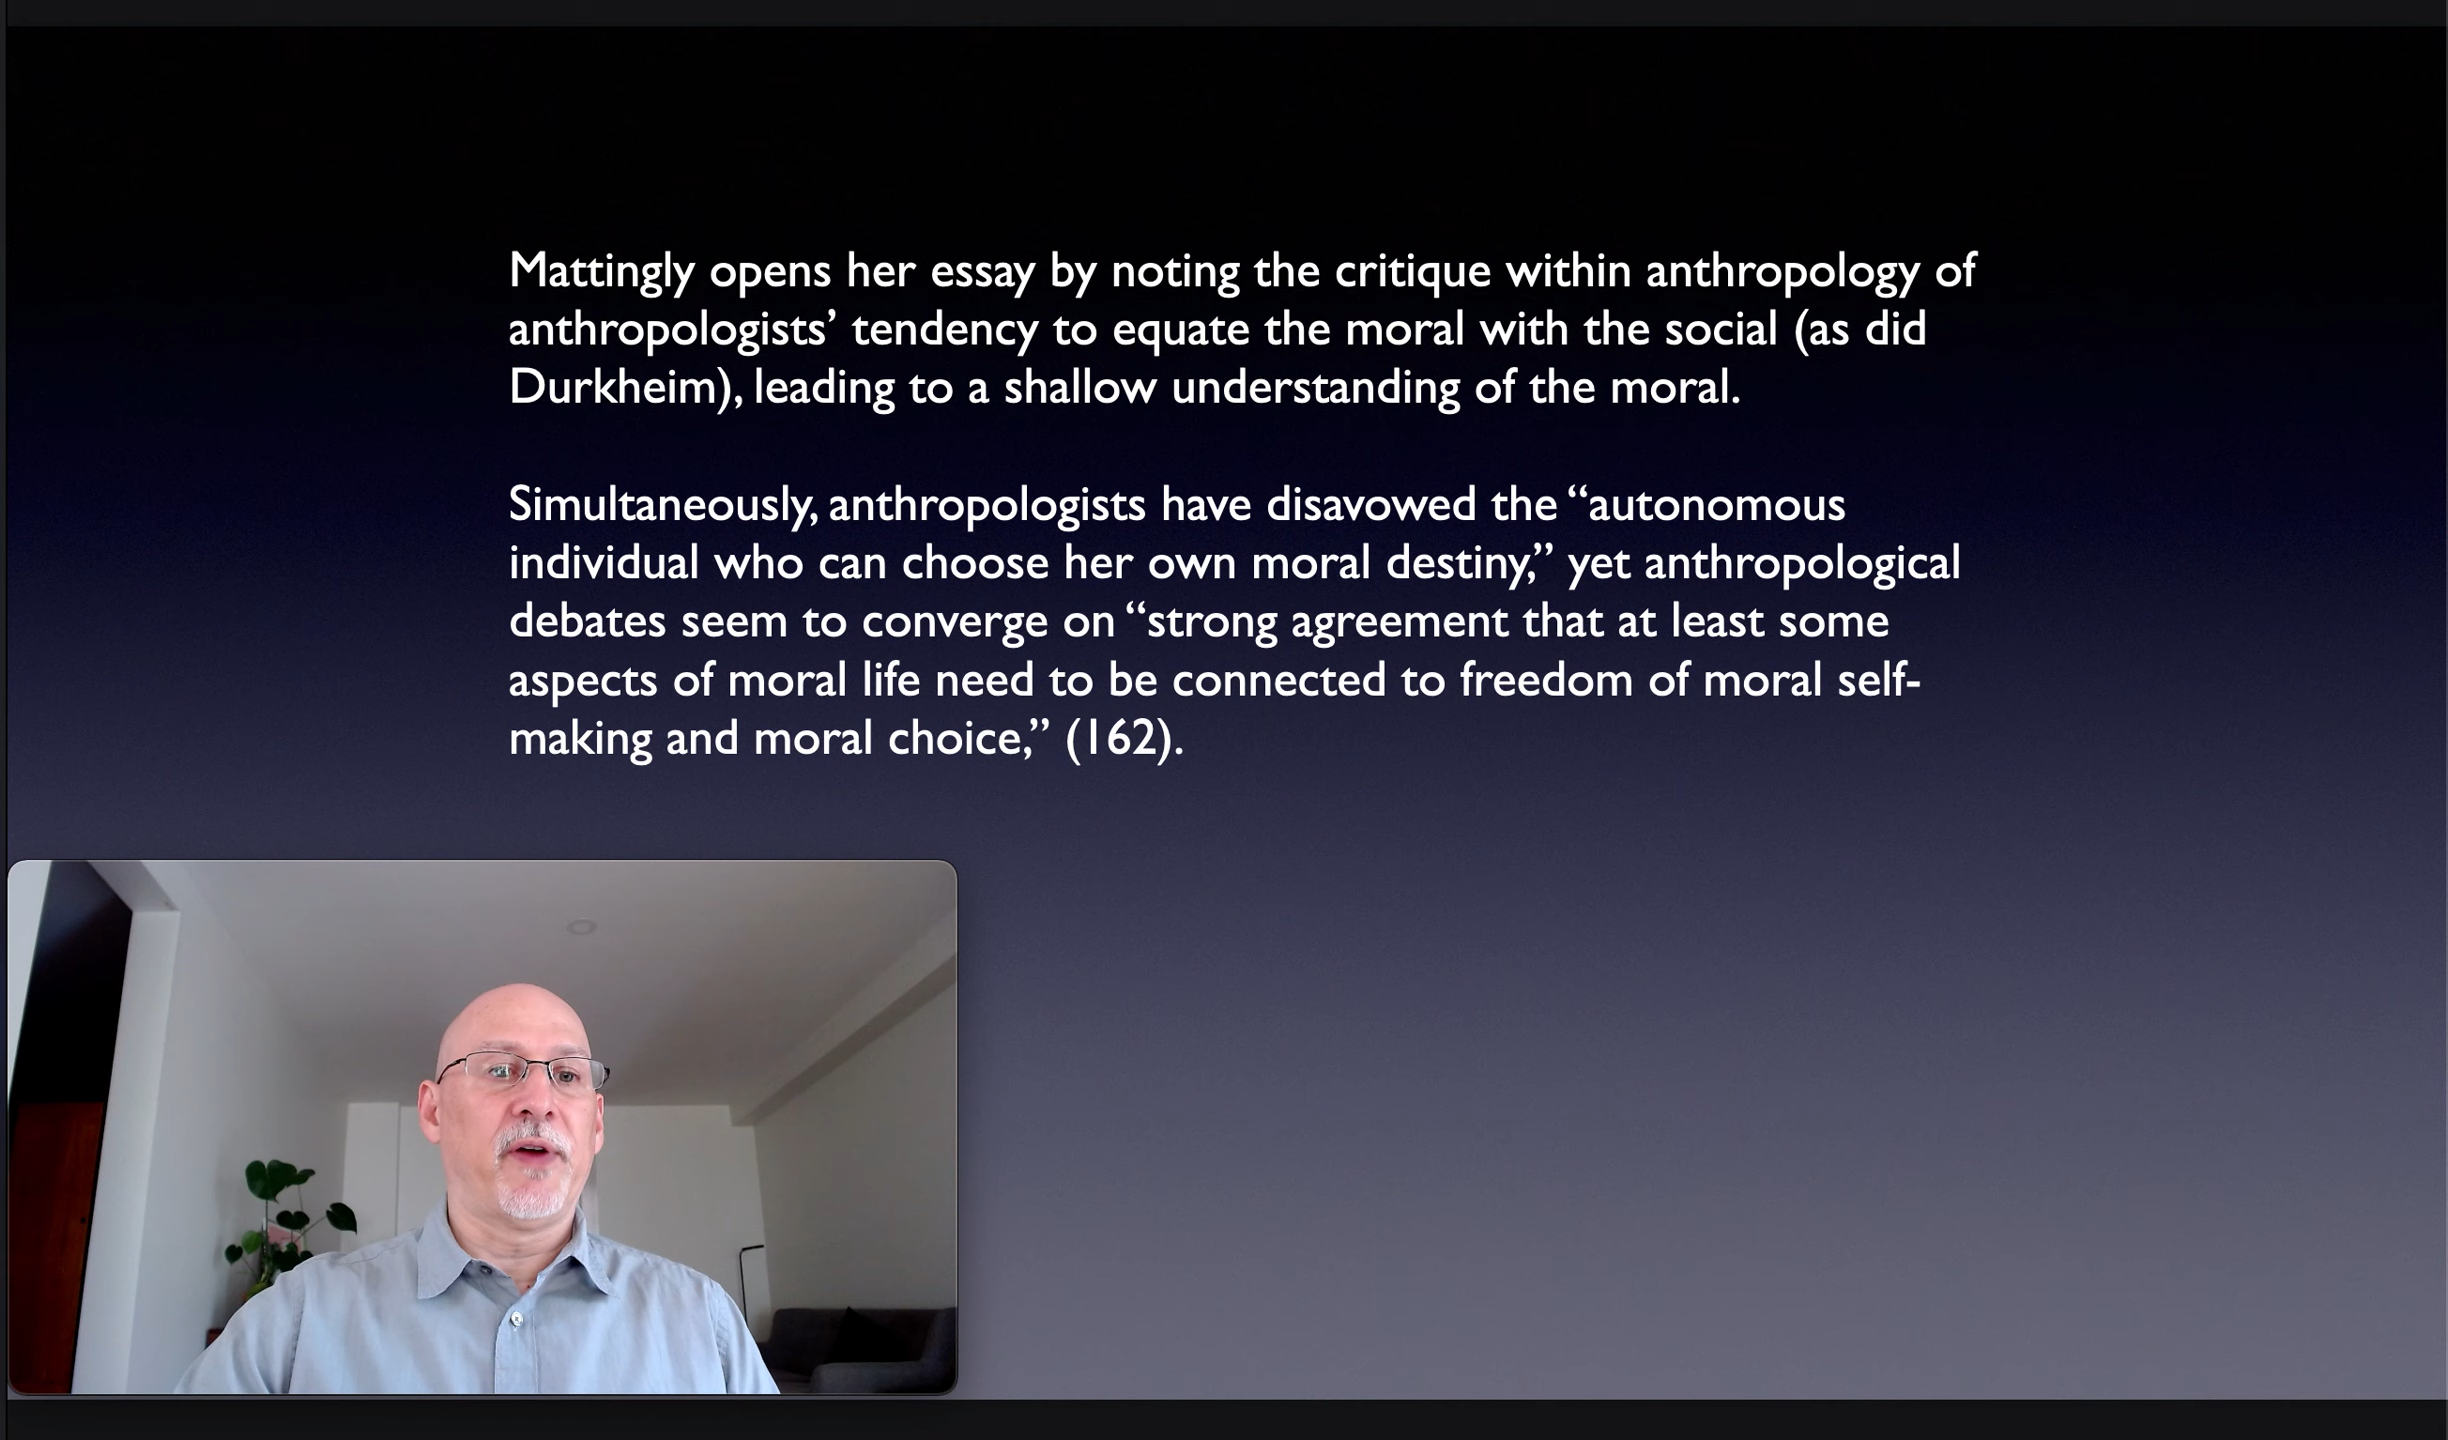 Mattingly opens her essay by noting the critique within anthropology of
anthropologists’ tendency to equate the moral with the social (as did
Durkheim), leading to a shallow understanding of the moral.
Simultaneously, anthropologists have disavowed the “autonomous
individual who can choose her own moral destiny,” yet anthropological
debates seem to converge on “strong agreement that at least some
aspects of moral life need to be connected to freedom of moral self-
making and moral choice,” (162).